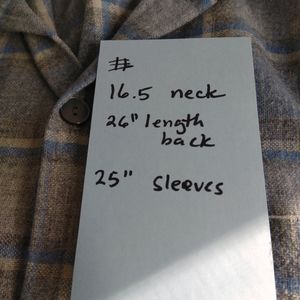 #
16.5 neck
26" length
back
25" sleeves